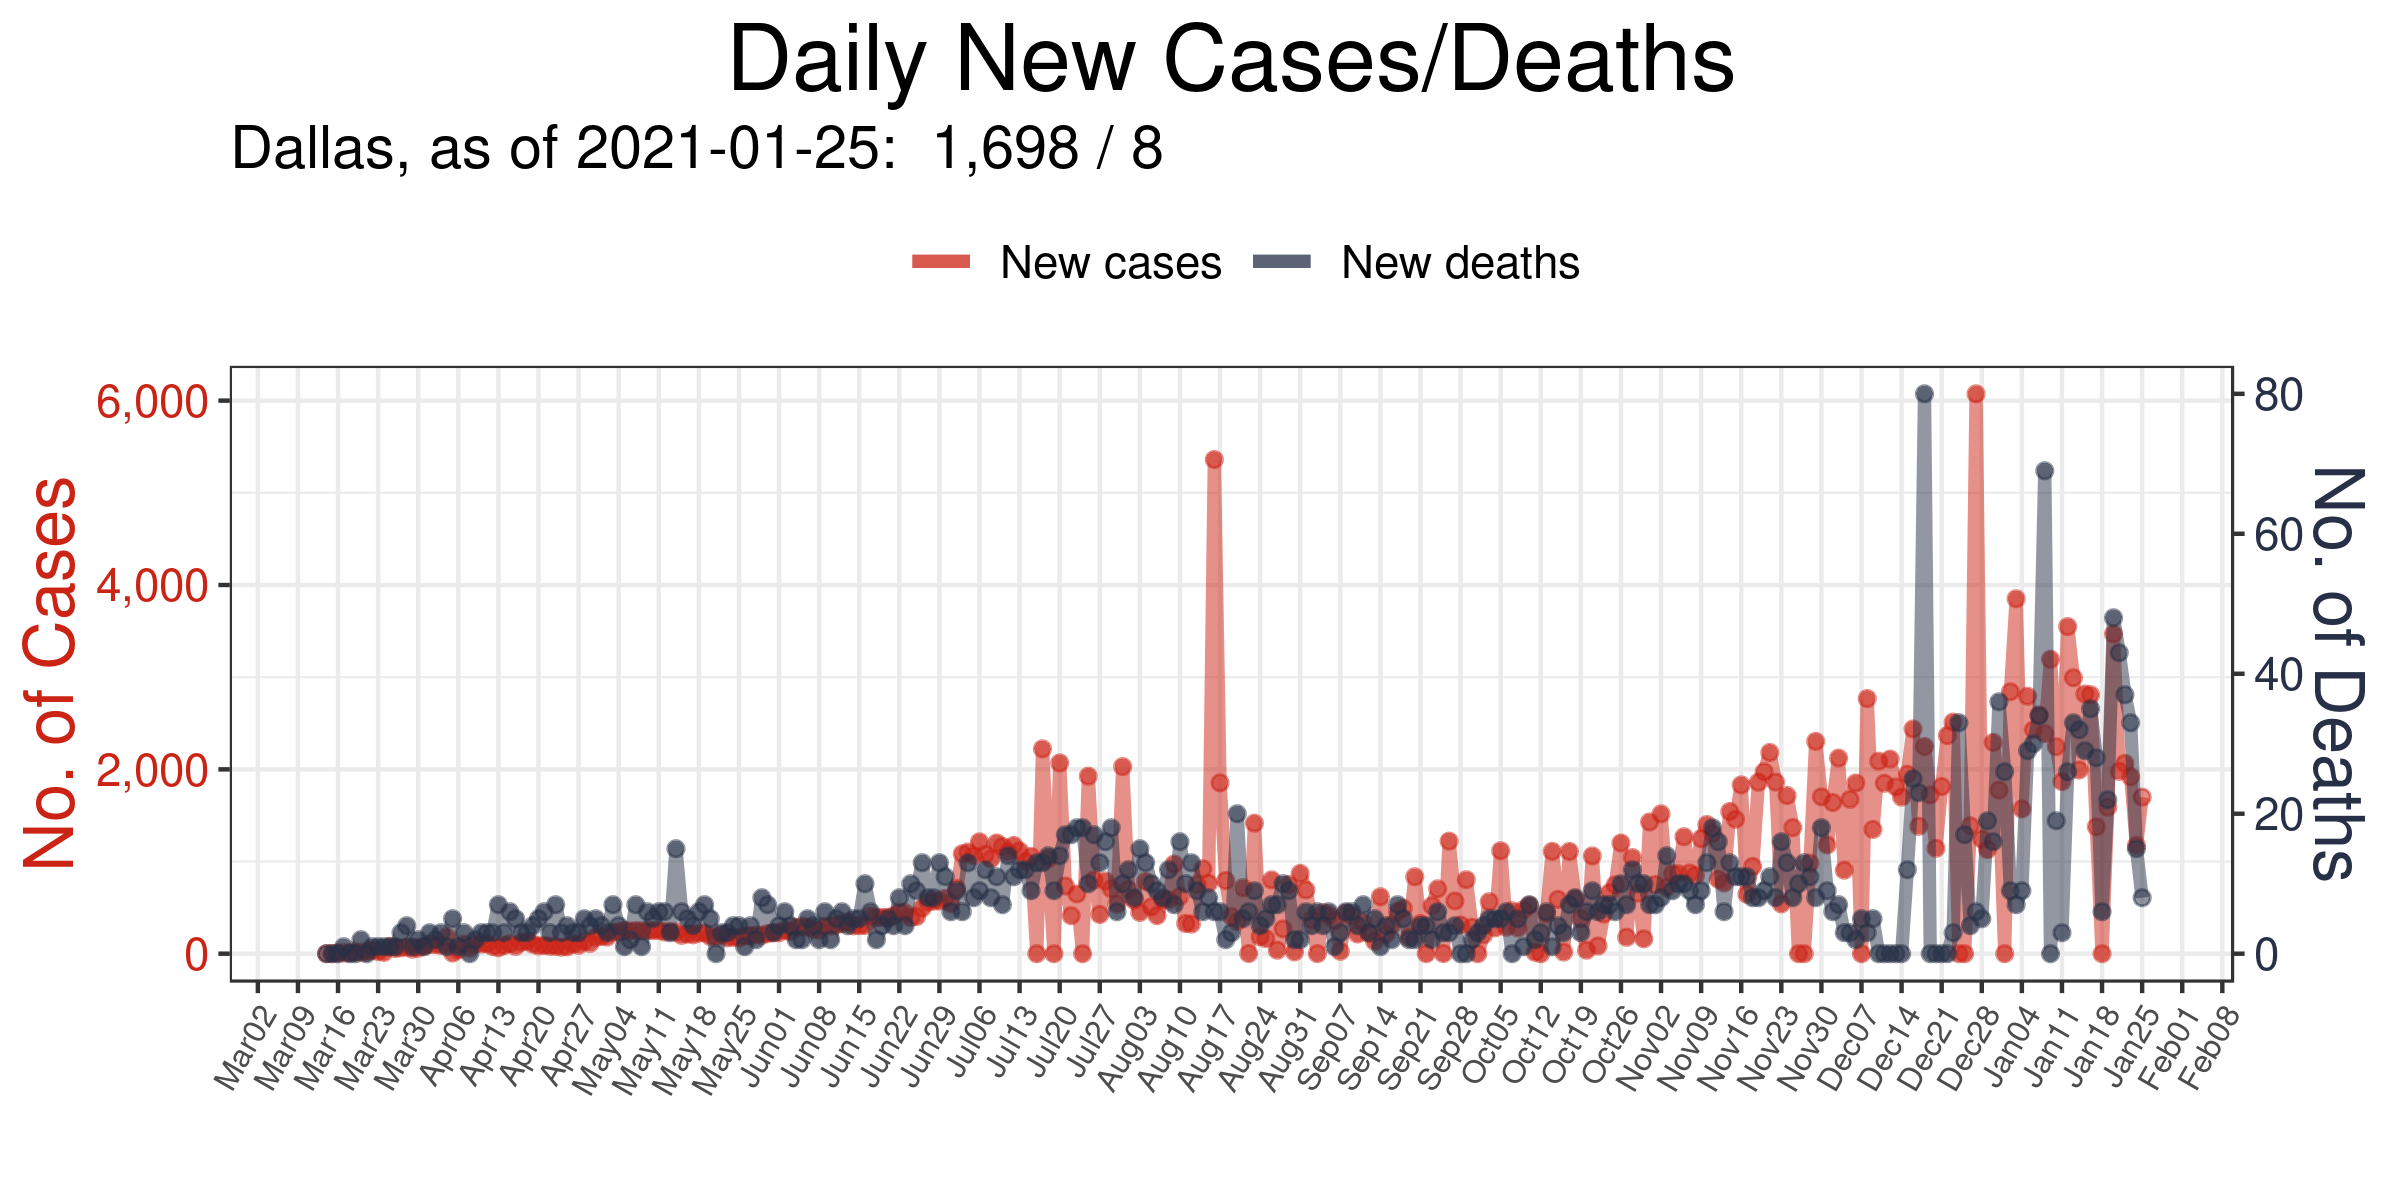 Daily New Cases/Deaths
Dallas, as of 2021-01-25:  1,698 / 8
New cases New deaths
No. of Cases
6,000
4,000
2,000
0
80
60
40
20
0
No. of Deaths
Mar02 Mar09 Mar16 Mar23 Mar30 Apr06 Apr13 Apr20 Apr27 May04 May11 May18 May25 Jun01 Jun08 Jun15 Jun22 Jun29 Jul06 Jul13 Jul20 Jul27 Aug03 Aug10 Aug17 Aug24 Aug31 Sep07 Sep14 Sep21 Sep28 Oct05 Oct12 Oct19 Oct26 Nov02 Nov09 Nov16 Nov23 Nov30 Dec07 Dec14 Dec21 Dec28 Jan04 Jan11 Jan18 Jan25 Feb01 Feb08